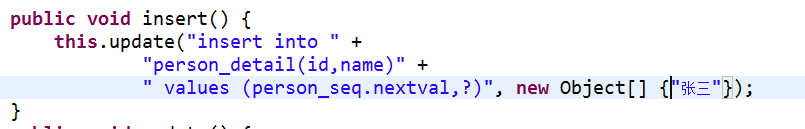 public void insert() {
this.update("insert into " +
"person_detail(id,name)" +
" values (person_seq.nextval,?)", new Object[] {"张三"});
}